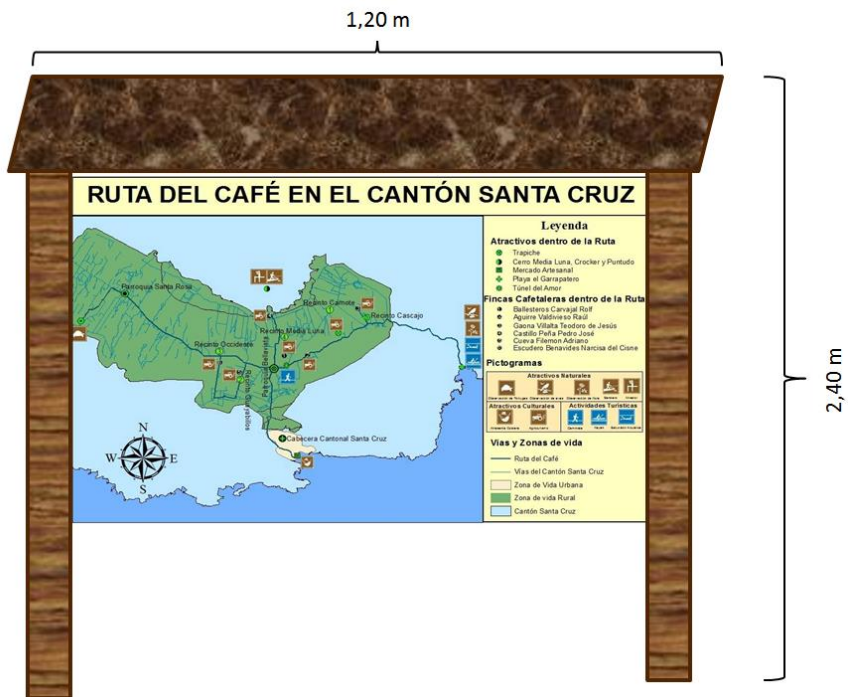 1,20 m
2,40 m
RUTA DEL CAFÉ EN EL CANTÓN SANTA CRUZ
Parroquia Santa Rosa
Recinto Occidente
Recinto Media Luna
Recinto Camote
Recinto Cascajo
Parroquia Bellavista
Cabecera Cantonal Santa Cruz
N
W
E
S
Leyenda
Atractivos dentro de la Ruta
Trapiche
Cerro Media Luna, Crocker y Puntudo
Mercado Artesanal
Playa el Garrapatero
Túnel del Amor
Fincas Cafetaleras dentro de la Ruta
Ballesteros Carvajal Rolf
Aguirre Valdivieso Raúl
Gaona Villalta Teodoro de Jesús
Castillo Peña Pedro José
Cueva Filemon Adriano
Escudero Benavides Narcisa del Cisne
Pictogramas
Atractivos Naturales
Atractivos Culturales
Actividades Turísticas
Vías y Zonas de vida
Ruta del Café
Vías del Cantón Santa Cruz
Zona de Vida Urbana
Zona de vida Rural
Cantón Santa Cruz